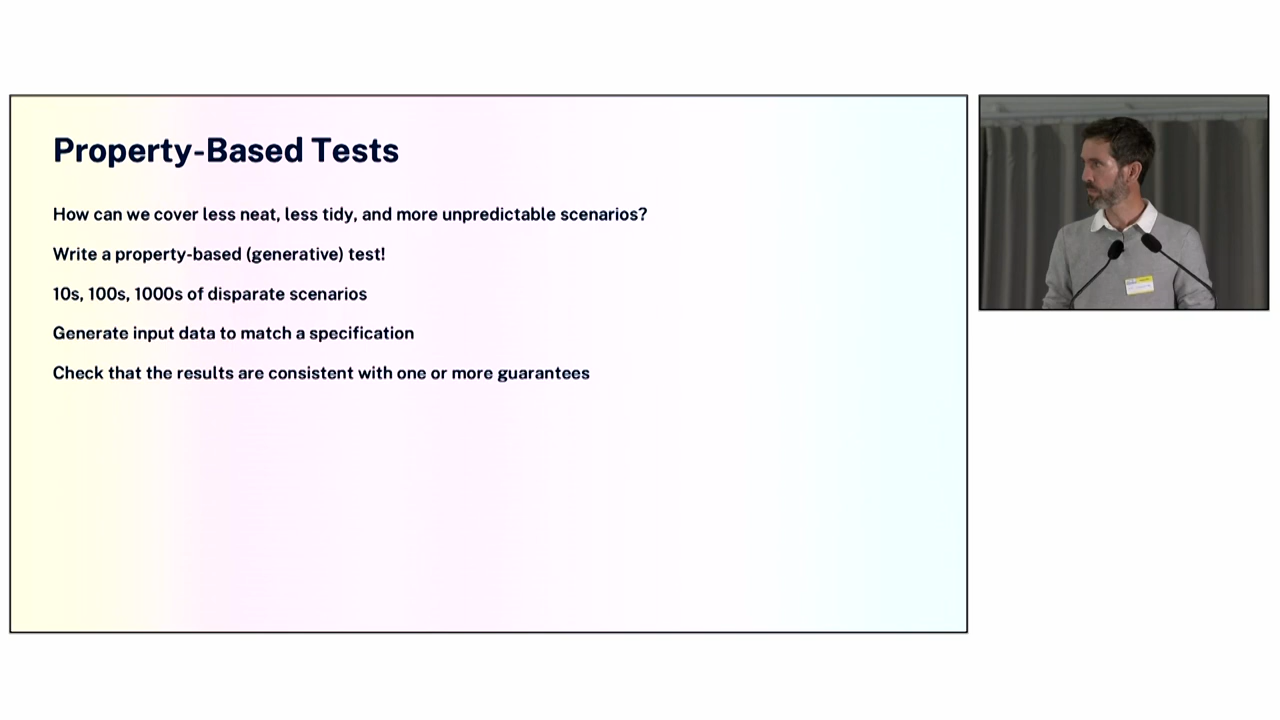 Property-Based Tests
How can we cover less neat, less tidy, and more unpredictable scenarios?
Write a property-based (generative) test!
10s, 100s, 1000s of disparate scenarios
Generate input data to match a specification
Check that the results are consistent with one or more guarantees